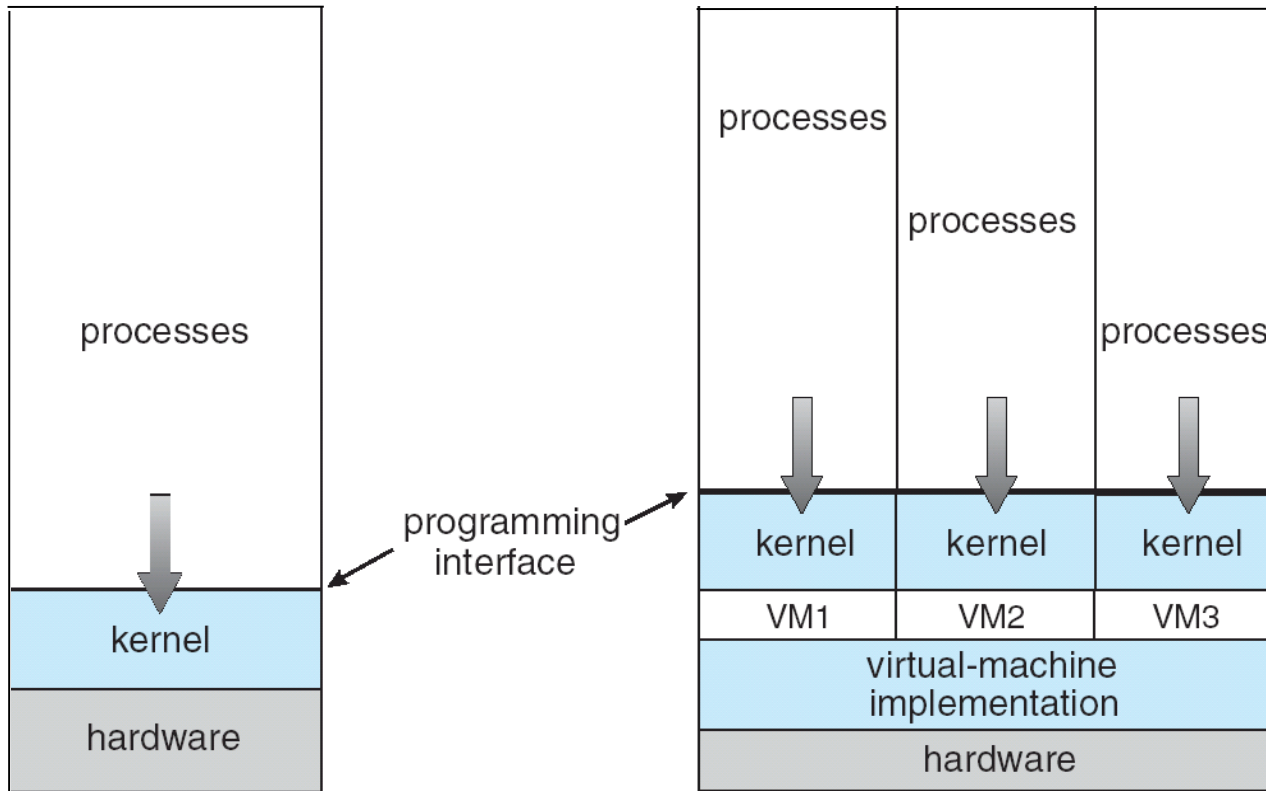 processes
kernel
hardware
programming
interface
processes
processes
processes
kernel
kernel
kernel
VM1
VM2
VM3
virtual-machine
implementation
hardware